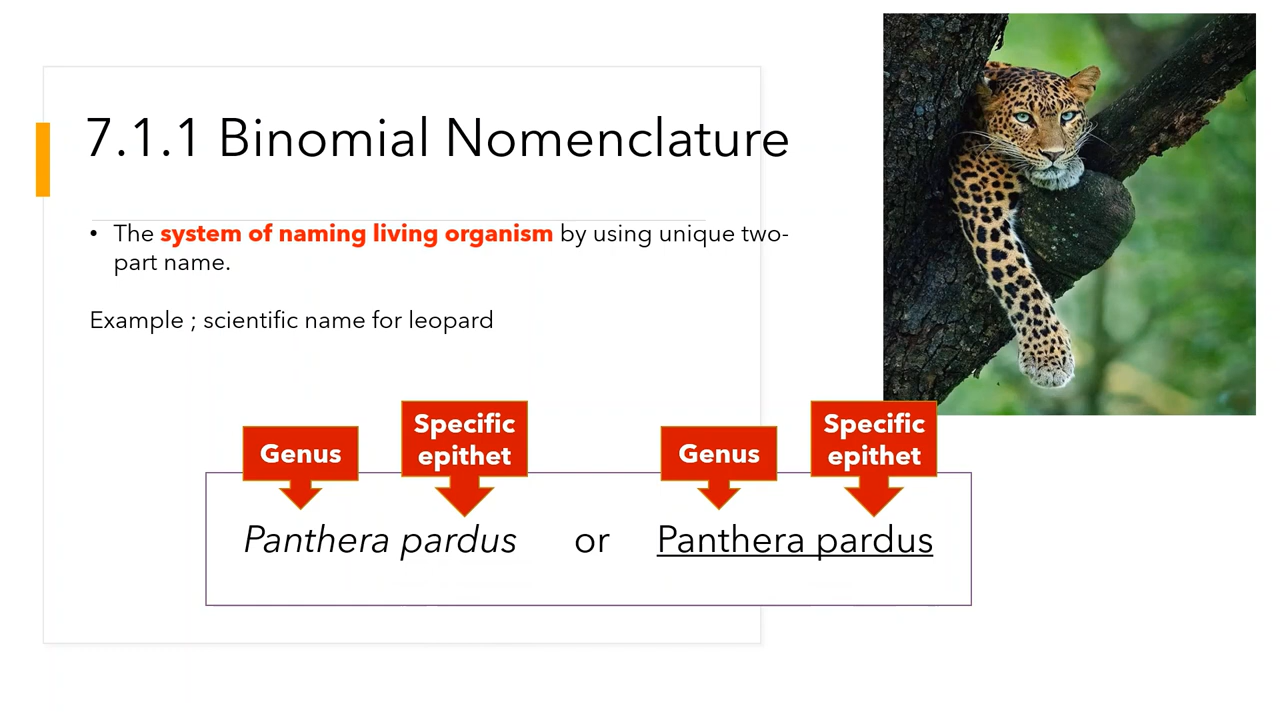 7.1.1 Binomial Nomenclature
• The system of naming living organism by using unique two-
part name.
Example ; scientific name for leopard
Genus
Specific
epithet
Genus
Specific
epithet
Panthera pardus or Panthera pardus